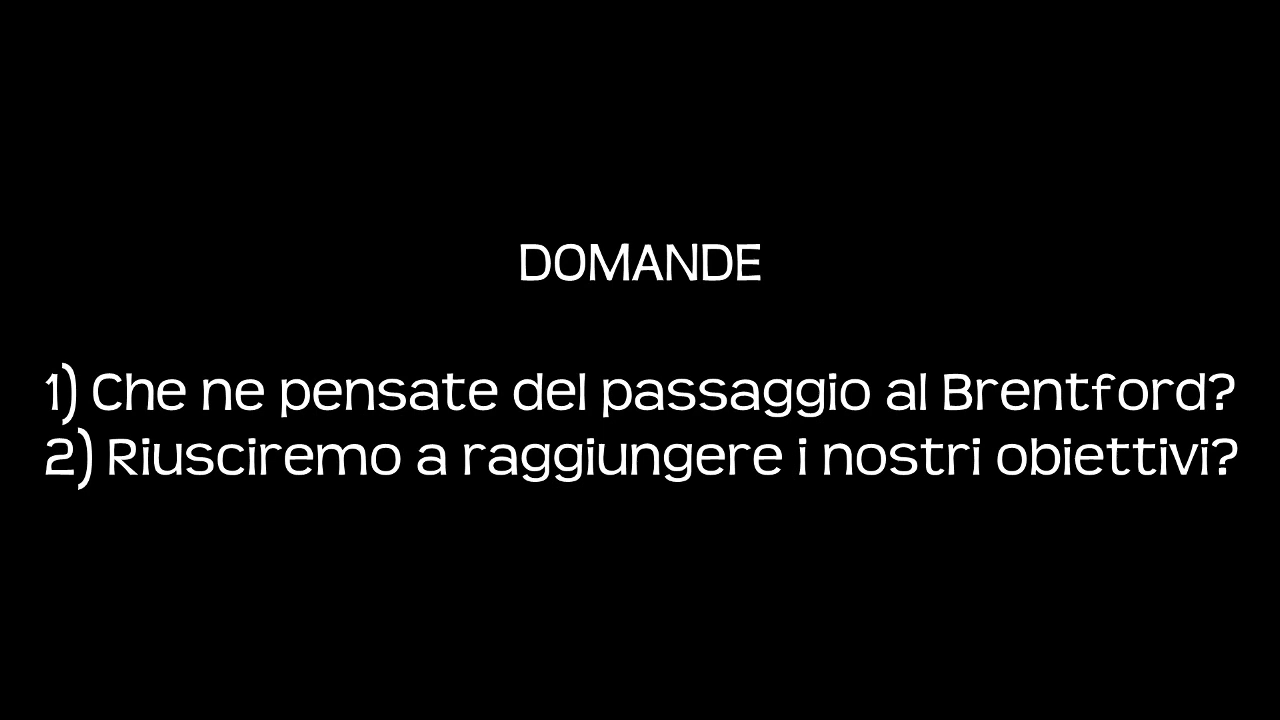 DOMANDE
1) Che ne pensate del passaggio al Brentford?
2) Riusciremo a raggiungere i nostri obiettivi?